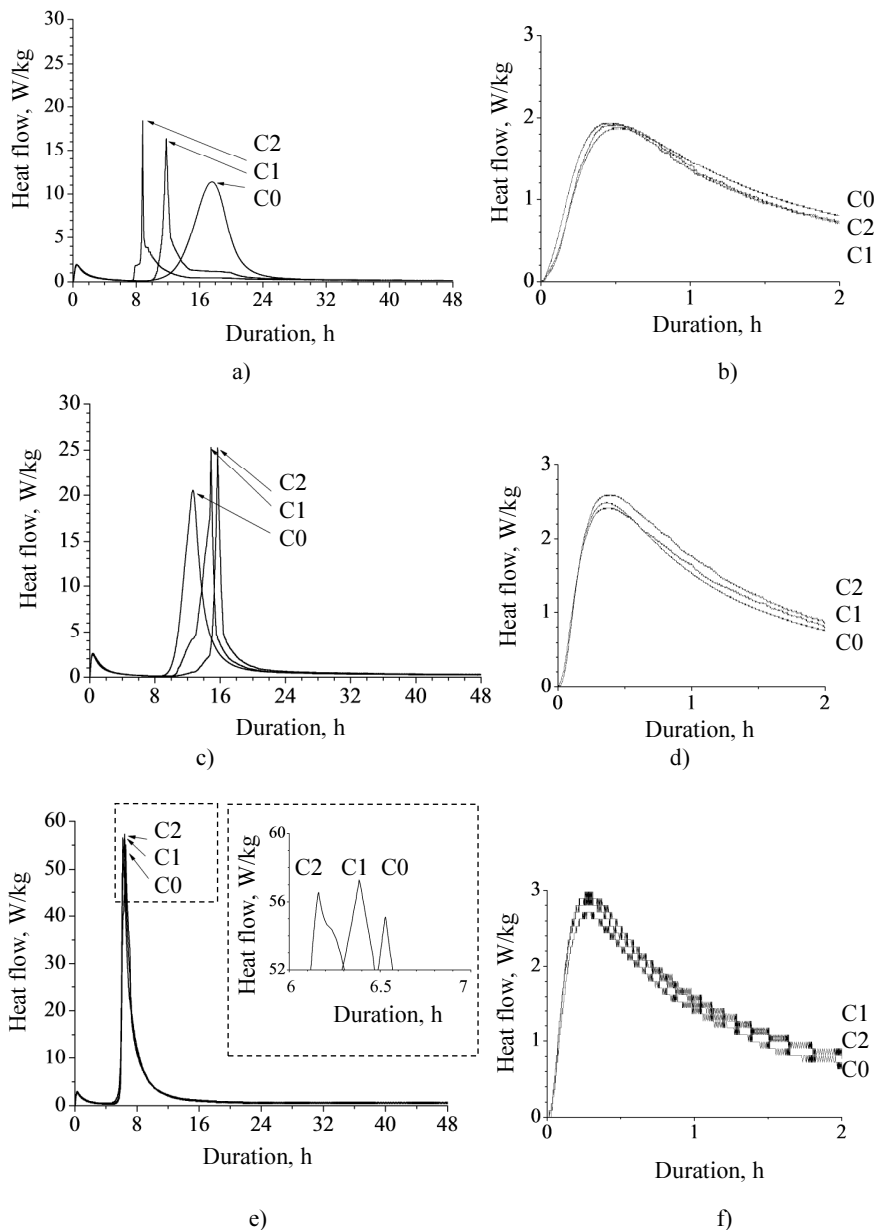 Heat flow, W/kg
30
25
20
15
10
5
0
0 8 16 24 32 40 48
Duration, h
C2
C1
C0
a)
Heat flow, W/kg
3
2
1
0
0 1 2
Duration, h
C0
C2
C1
b)
Heat flow, W/kg
30
25
20
15
10
5
0
0 8 16 24 32 40 48
Duration, h
C2
C1
C0
c)
Heat flow, W/kg
3
2
1
0
0 1 2
Duration, h
C2
C1
C0
d)
Heat flow, W/kg
60
50
40
30
20
10
0
0 8 16 24 32 40 48
Duration, h
C2
C1
C0
Heat flow, W/kg
60
56
52
6 6.5 7
C2 C1 C0
Duration, h
e)
Heat flow, W/kg
3
2
1
0
0 1 2
Duration, h
C1
C2
C0
f)